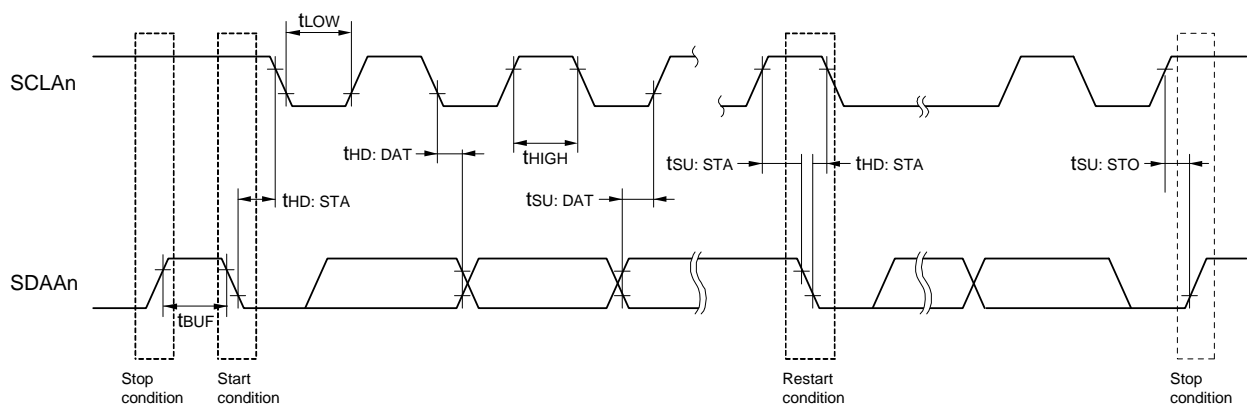 tLOW
SCLAn
tHD: DAT
tHIGH
tSU: STA
tHD: STA
tSU: STO
tHD: STA
tSU: DAT
SDAAn
tBUF
Stop
condition
Start
condition
Restart
condition
Stop
condition